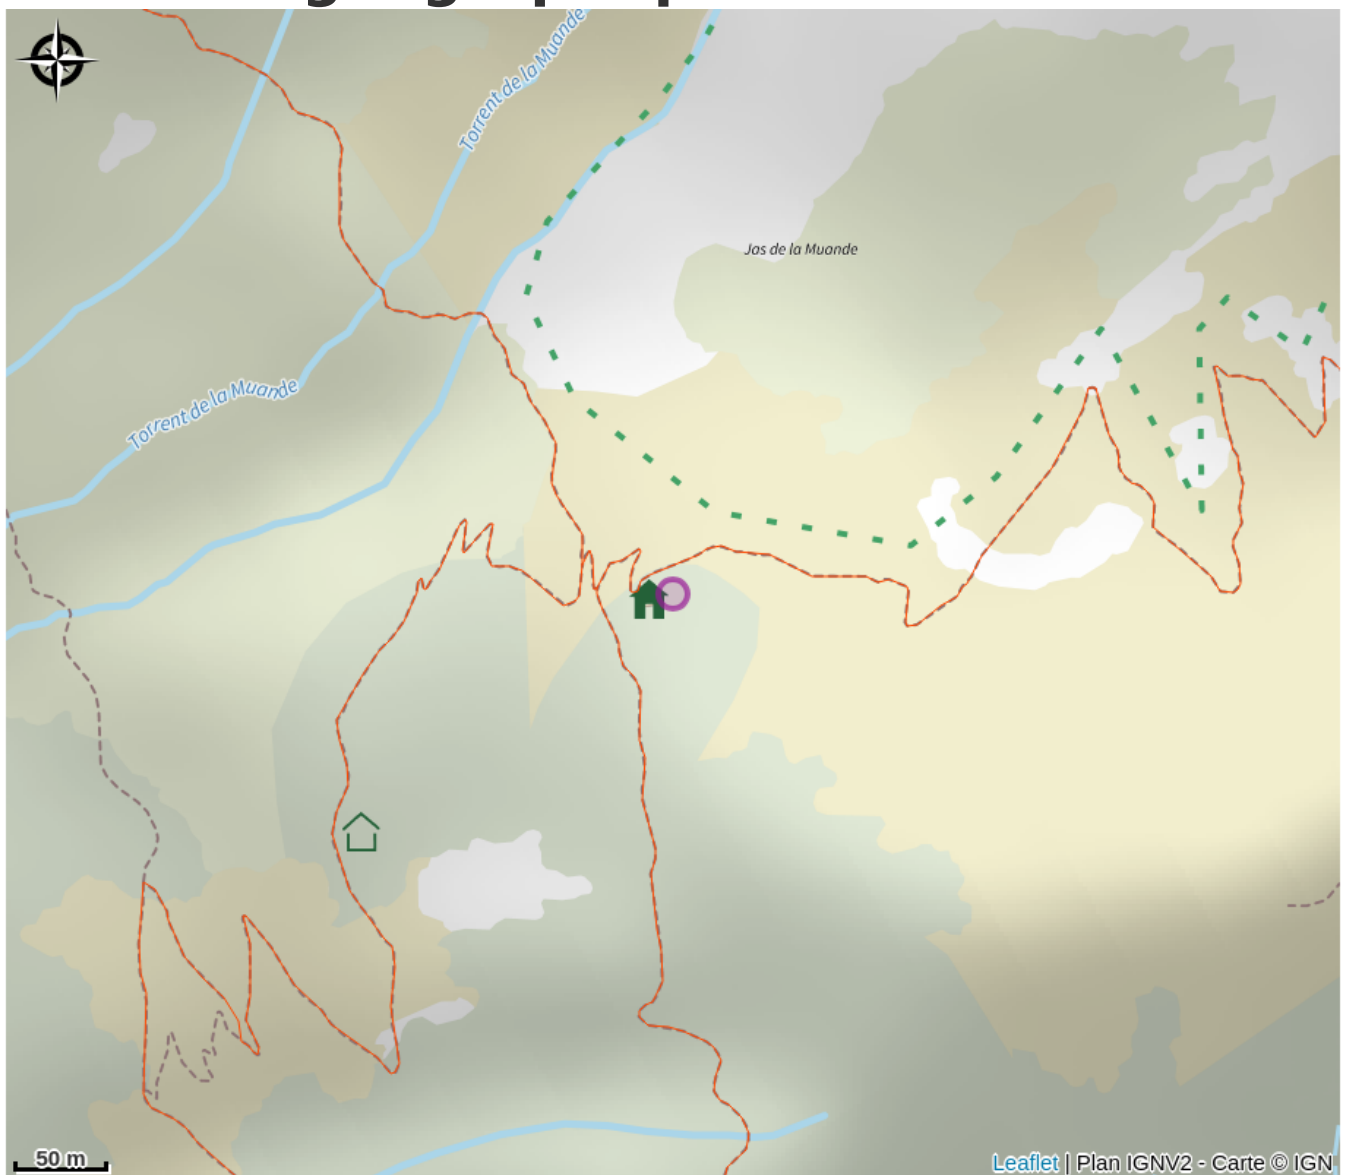 Torrent de la Muande
Jas de la Muande
Torrent de la Muande
50 m
Leaflet | Plan IGNV2 - Carte © IGN